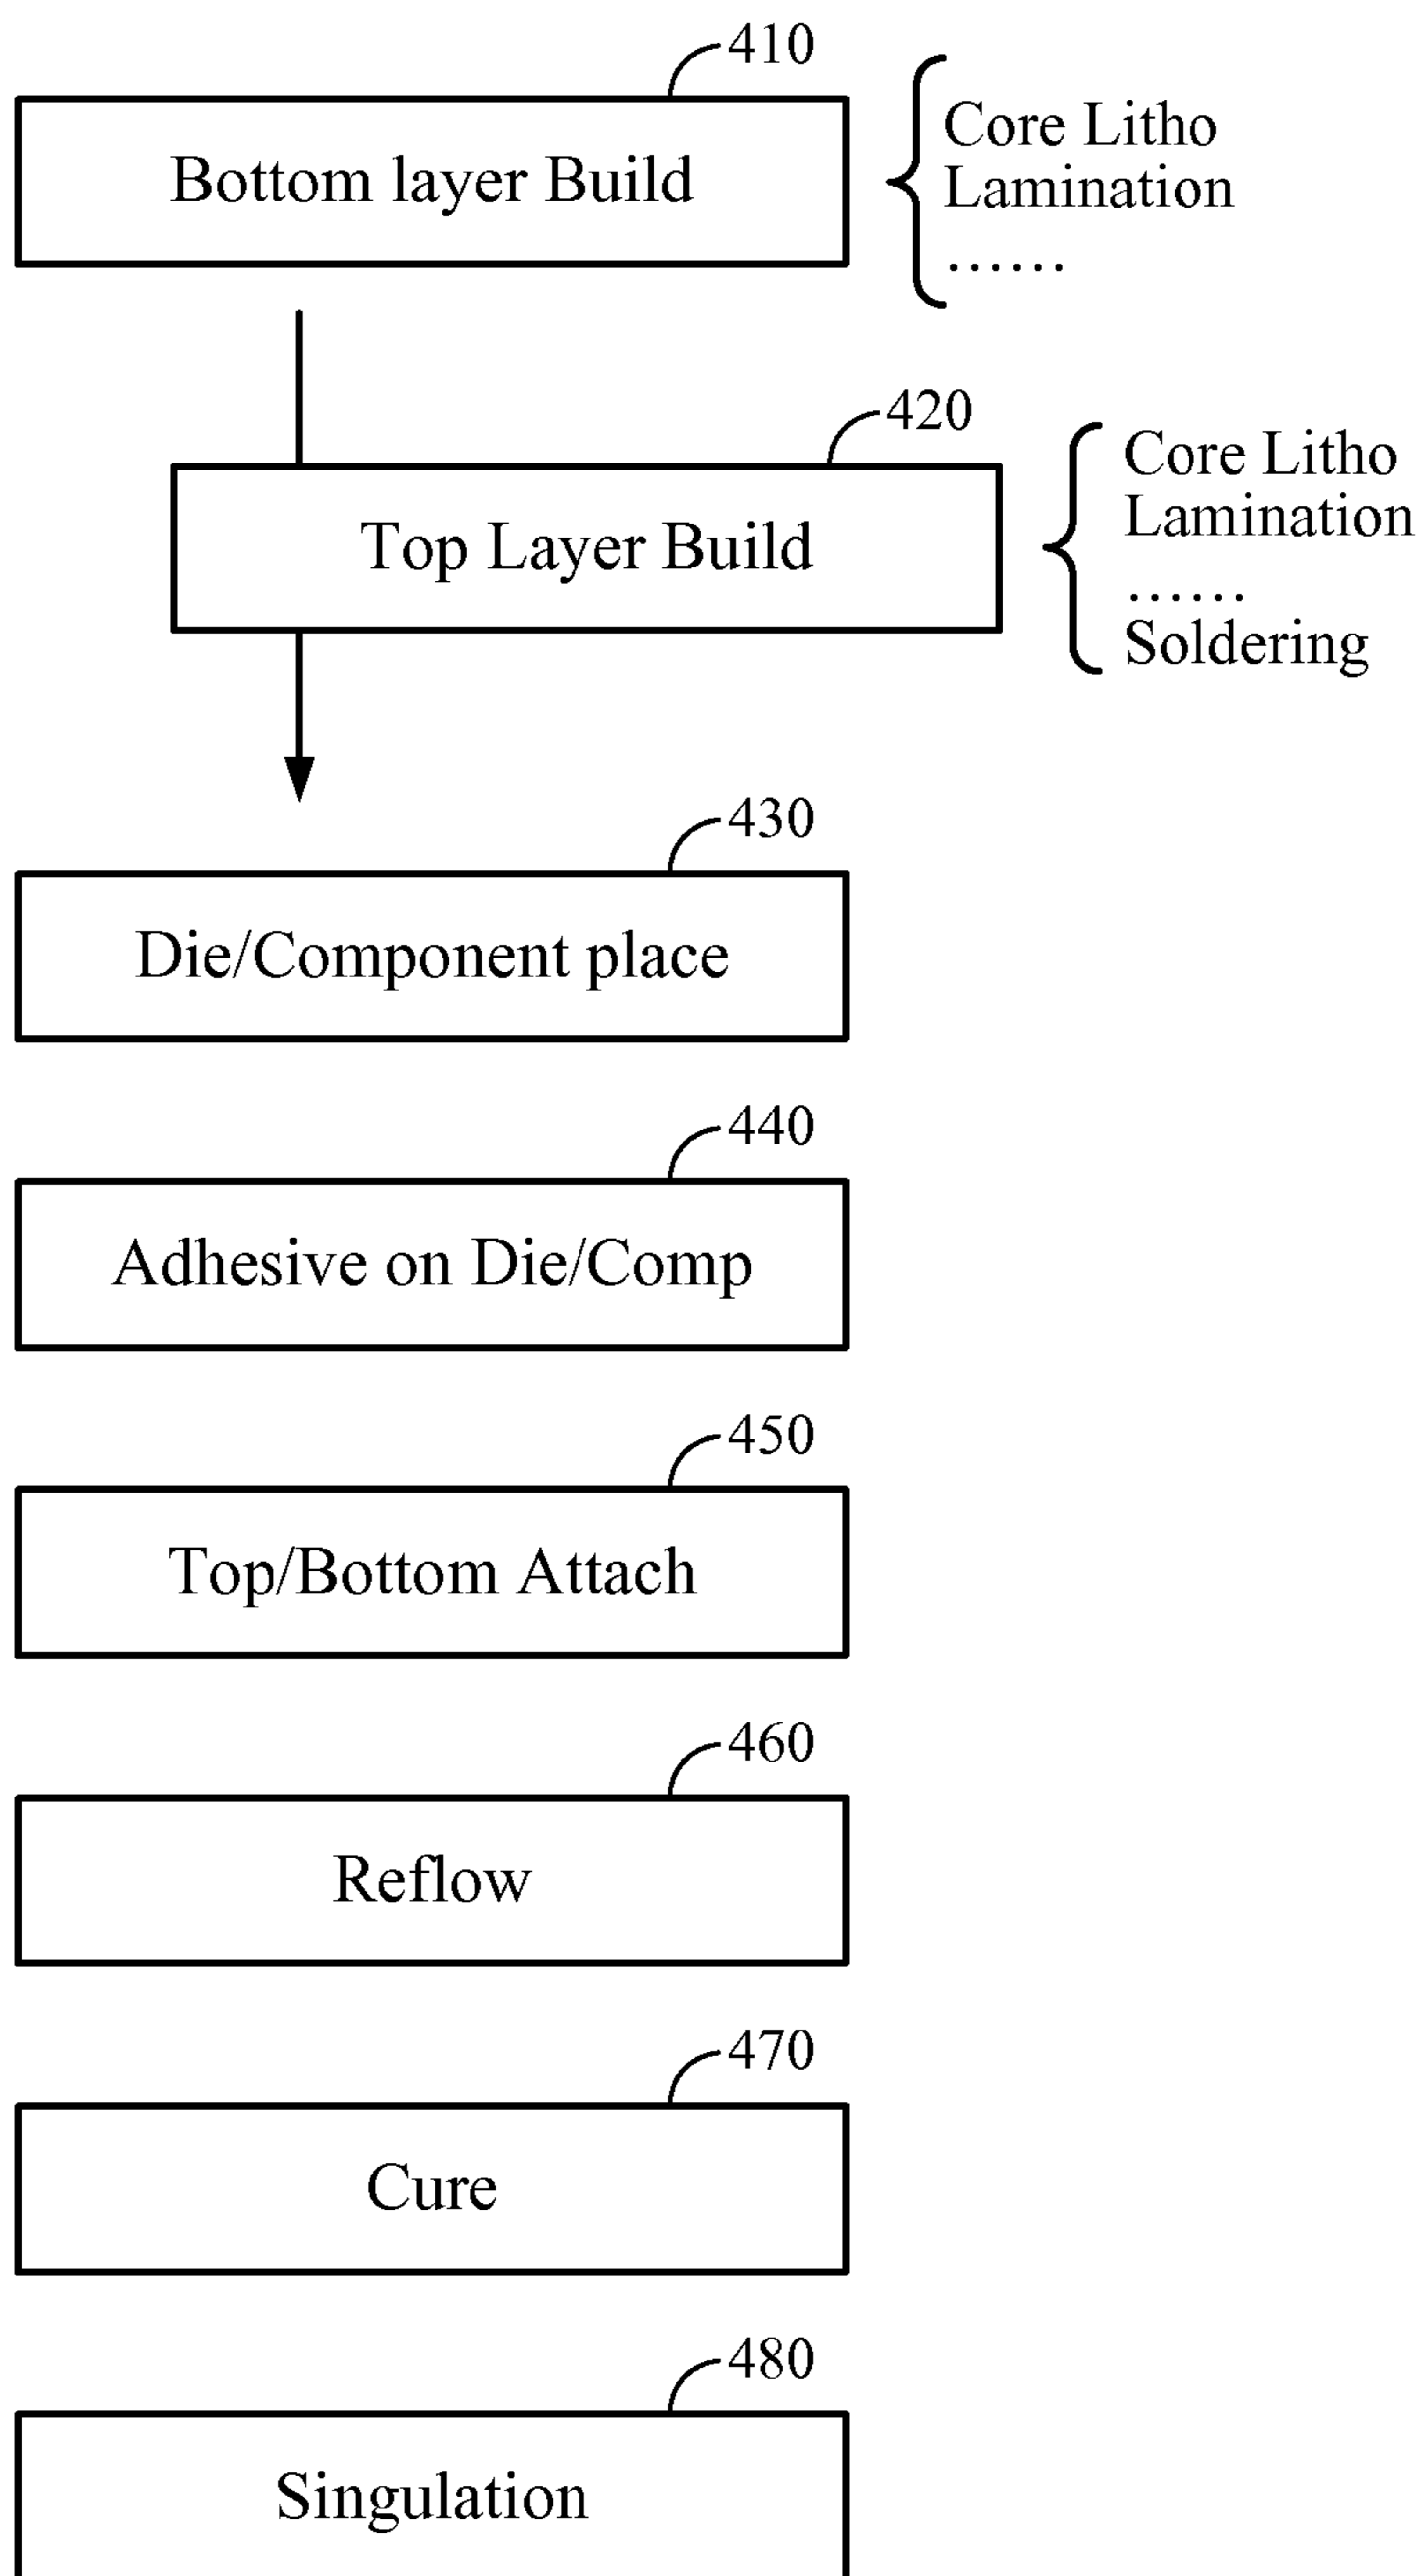 410
Bottom layer Build
Core Litho
Lamination
......
420
Top Layer Build
Core Litho
Lamination
......
Soldering
430
Die/Component place
440
Adhesive on Die/Comp
450
Top/Bottom Attach
460
Reflow
470
Cure
480
Singulation